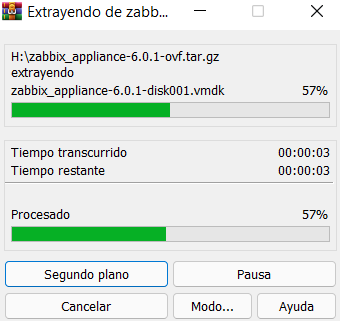 Extrayendo de zabb...
H:\zabbix_appliance-6.0.1-ovf.tar.gz
extrayendo
zabbix_appliance-6.0.1-disk001.vmdk 57%
Tiempo transcurrido 00:00:03
Tiempo restante 00:00:03
Procesado 57%
Segundo plano Pausa
Cancelar Modo... Ayuda